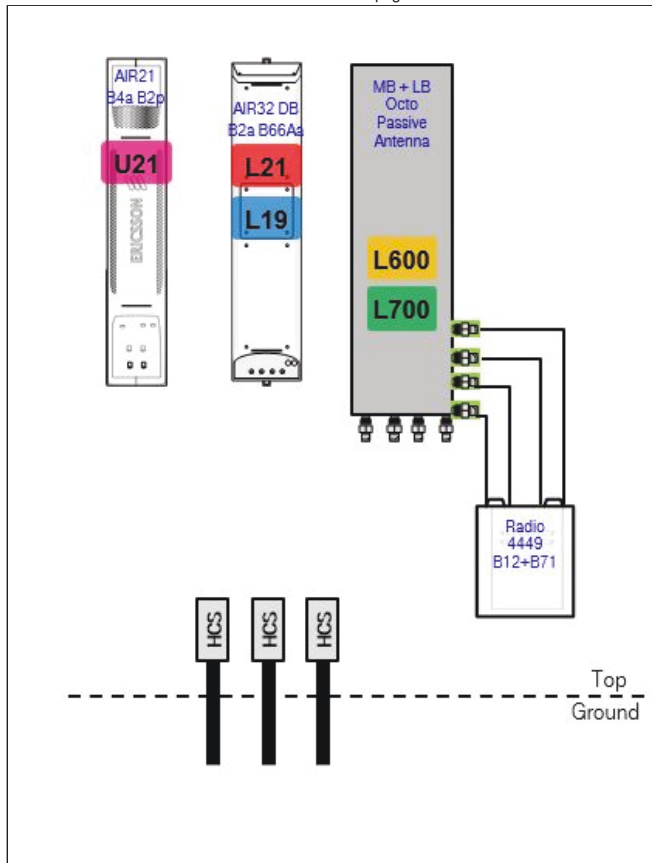 AIR21
B4a B2p
U21
ERICSSON
AIR32 DB
B2a B66Aa
L21
L19
MB + LB
Octo
Passive
Antenna
L600
L700
Radio
4449
B12+B71
HCS
HCS
HCS
Top
Ground